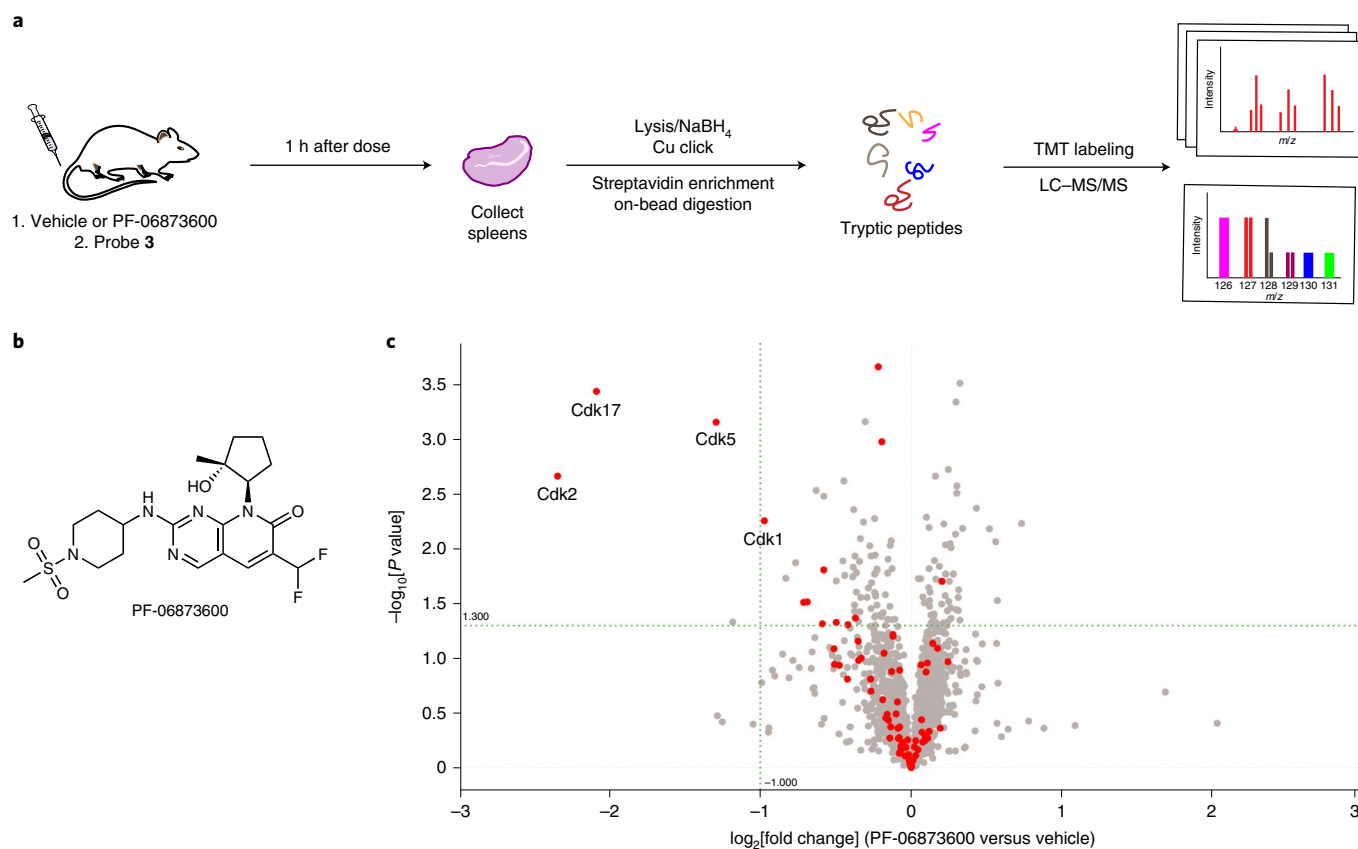 a
1. Vehicle or PF-06873600
2. Probe 3
1 h after dose
Collect
spleens
Lysis/NaBH4
Cu click
Streptavidin enrichment
on-bead digestion
Tryptic peptides
TMT labeling
LC–MS/MS
Intensity
m/z
Intensity
126 127 128 129 130 131
m/z
b
H
N
N
N
N
O
HO
F
F
N
S
O
O
PF-06873600
c
–log10[P value]
3.5
3.0
2.5
2.0
1.5
1.0
0.5
0
1.300
–1.000
Cdk17
Cdk5
Cdk2
Cdk1
–3 –2 –1 0 1 2 3
log2[fold change] (PF-06873600 versus vehicle)